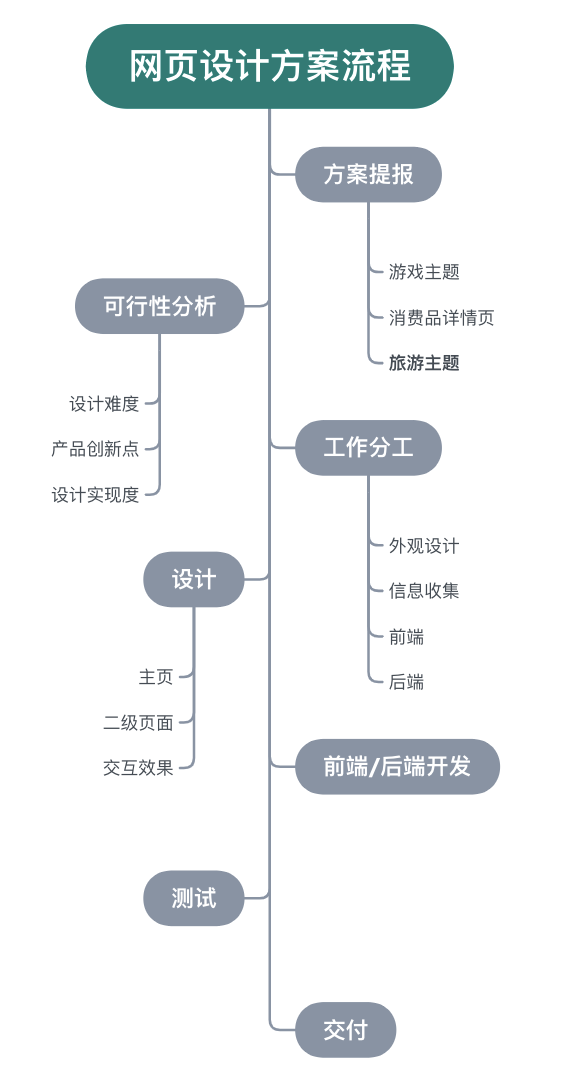 网页设计方案流程
方案提报
游戏主题
消费品详情页
旅游主题
可行性分析
设计难度
产品创新点
设计实现度
工作分工
外观设计
信息收集
前端
后端
设计
主页
二级页面
交互效果
前端/后端开发
测试
交付